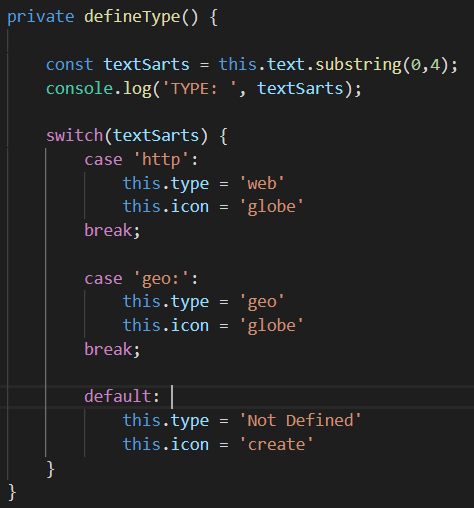 private defineType() {
const textSarts = this.text.substring(0,4);
console.log('TYPE: ', textSarts);
switch(textSarts) {
case 'http':
this.type = 'web'
this.icon = 'globe'
break;
case 'geo:':
this.type = 'geo'
this.icon = 'globe'
break;
default:
this.type = 'Not Defined'
this.icon = 'create'
}
}